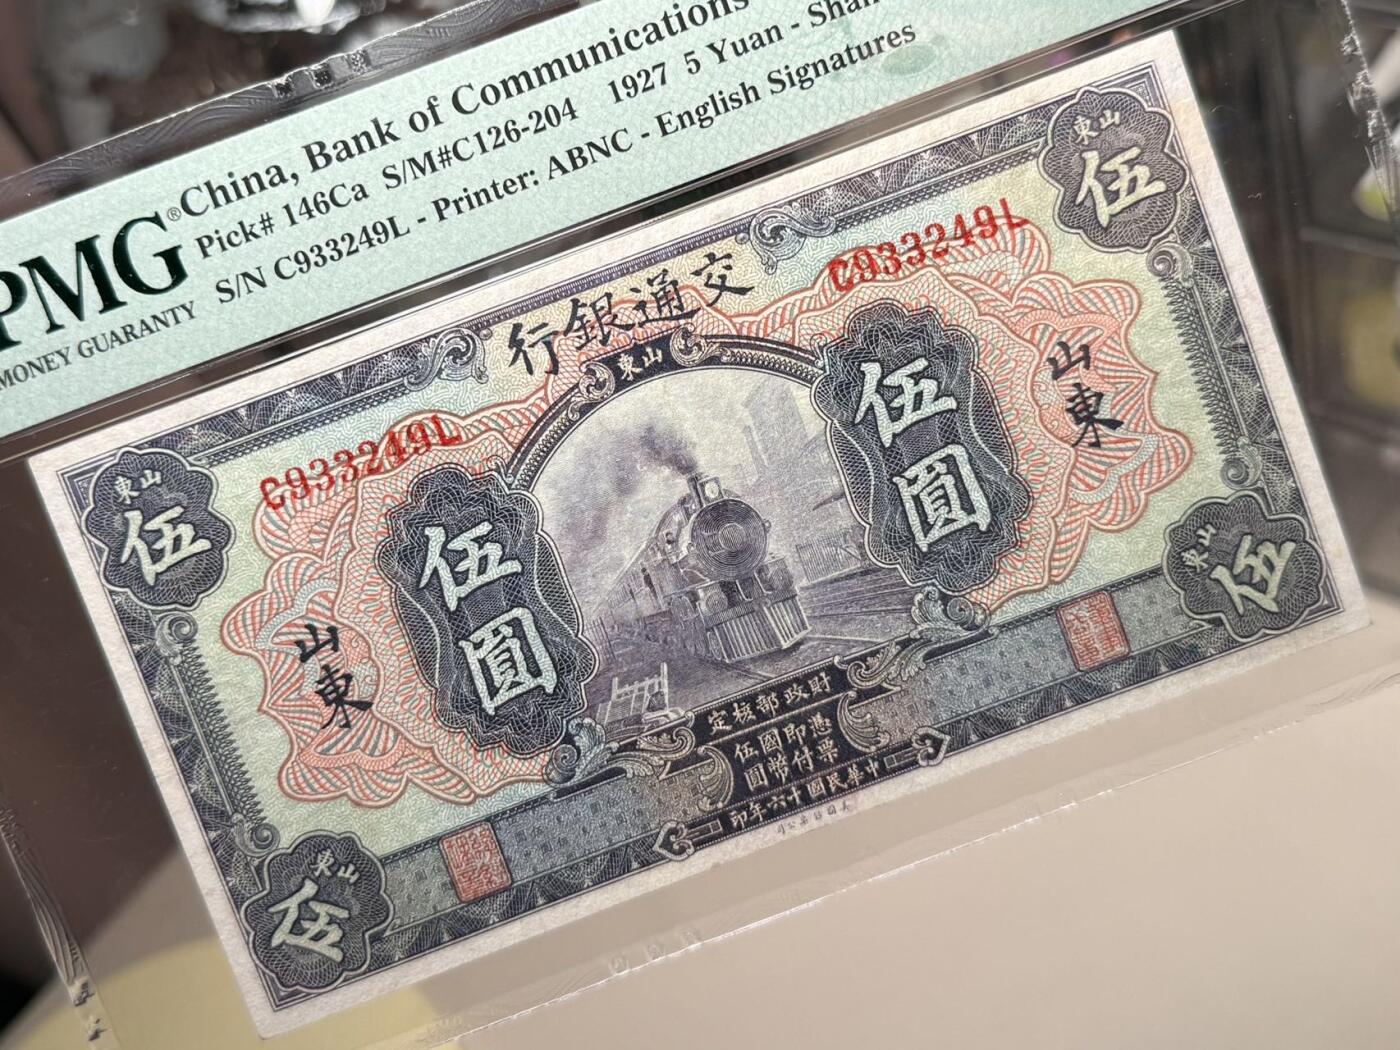 China, Bank of Communications
Pick# 146Ca S/M#C126-204 1927 5 Yuan - Shan
S/N C933249L - Printer: ABNC - English Signatures
PMG®
MONEY GUARANTY
山東
伍
C933249L
行銀通交
東山
C933249L
東山
伍
東山
伍
伍圓
伍圓
山東
山東
東山
伍
定核部政財
憑票即付國幣伍圓
印年六十國民華中
東山
伍